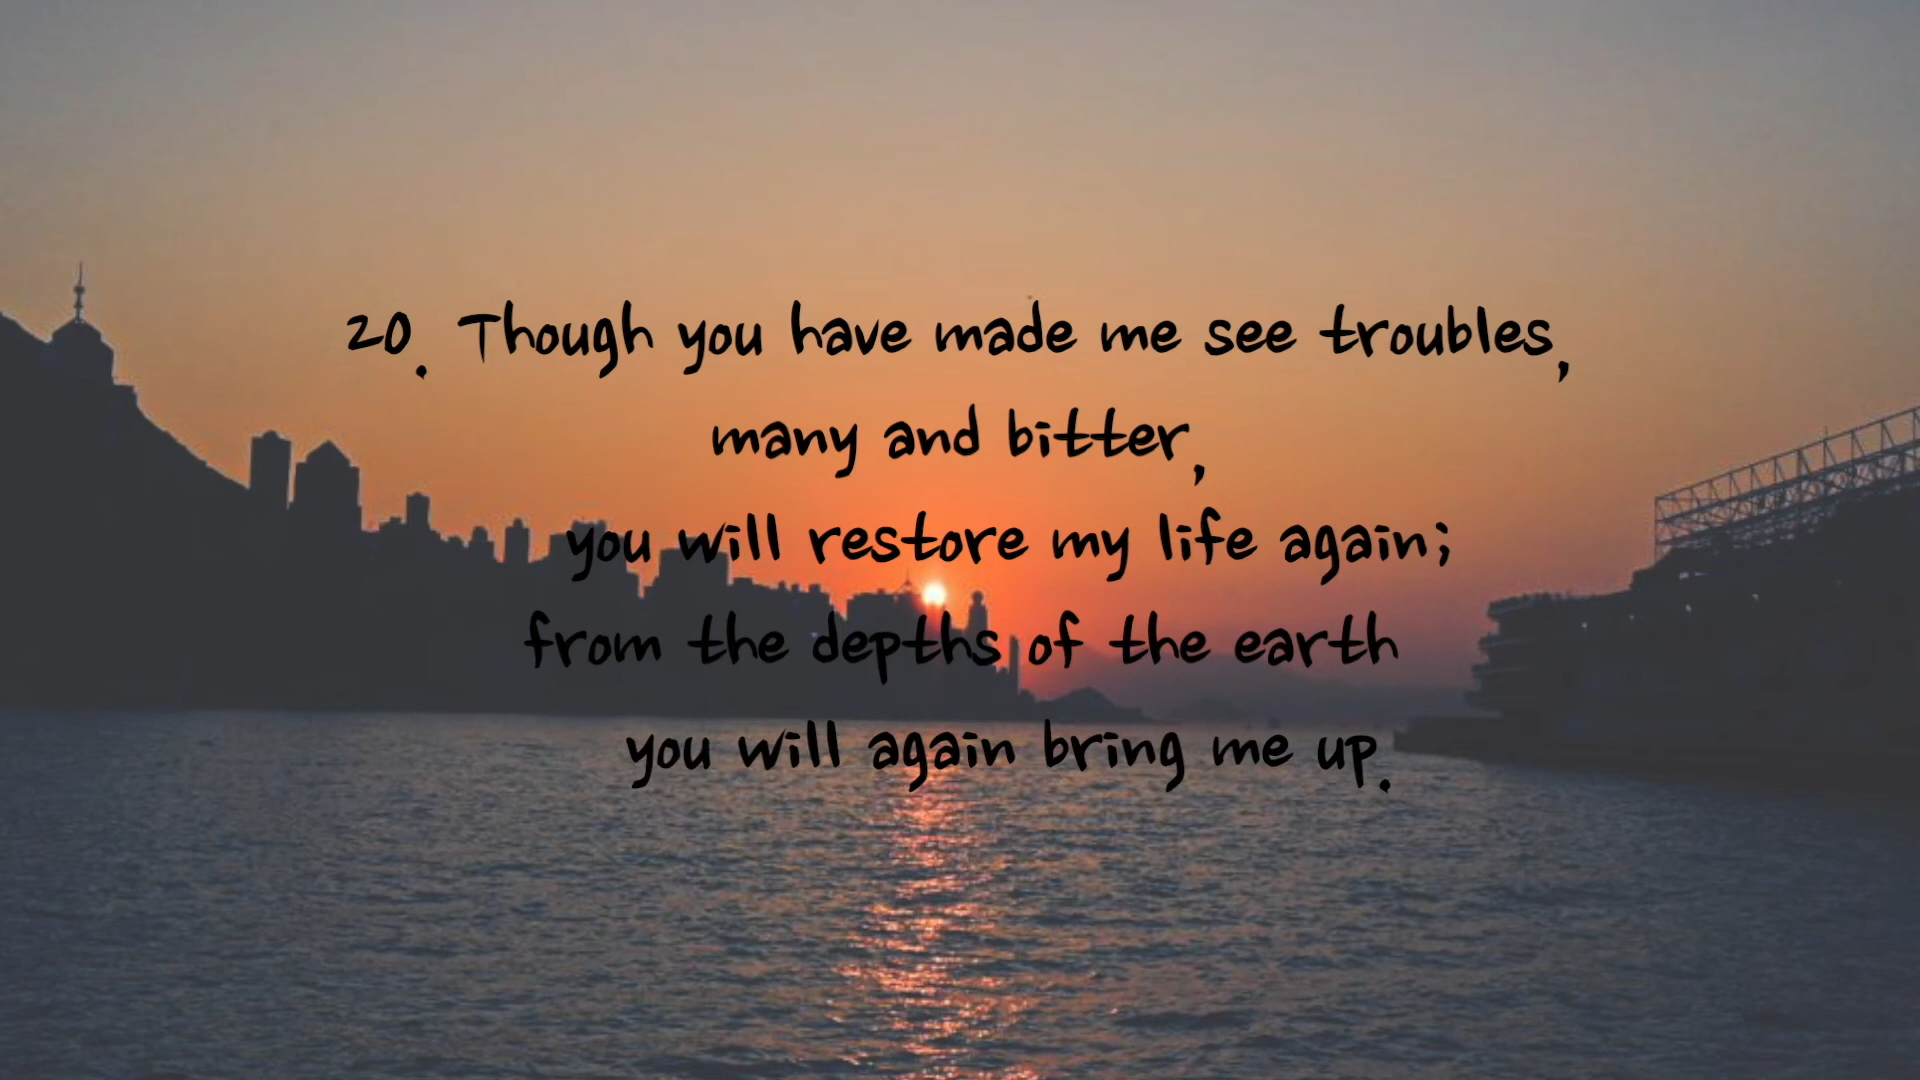 20. Though you have made me see troubles,
many and bitter,
you will restore my life again;
from the depths of the earth
you will again bring me up.